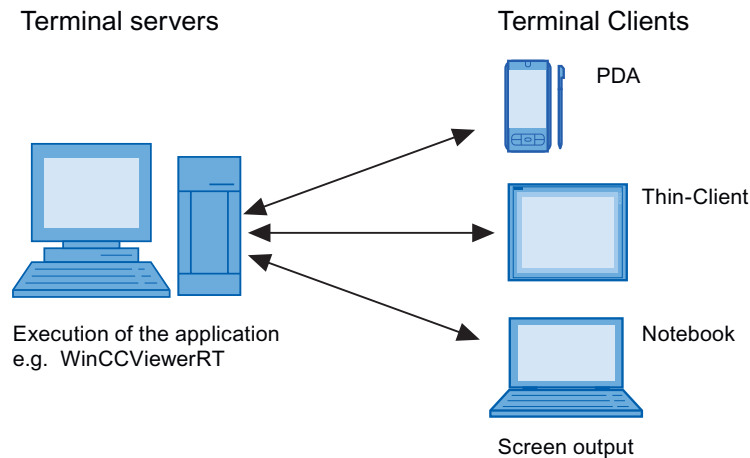 Terminal servers
Terminal Clients
PDA
Thin-Client
Execution of the application
e.g. WinCCViewerRT
Notebook
Screen output